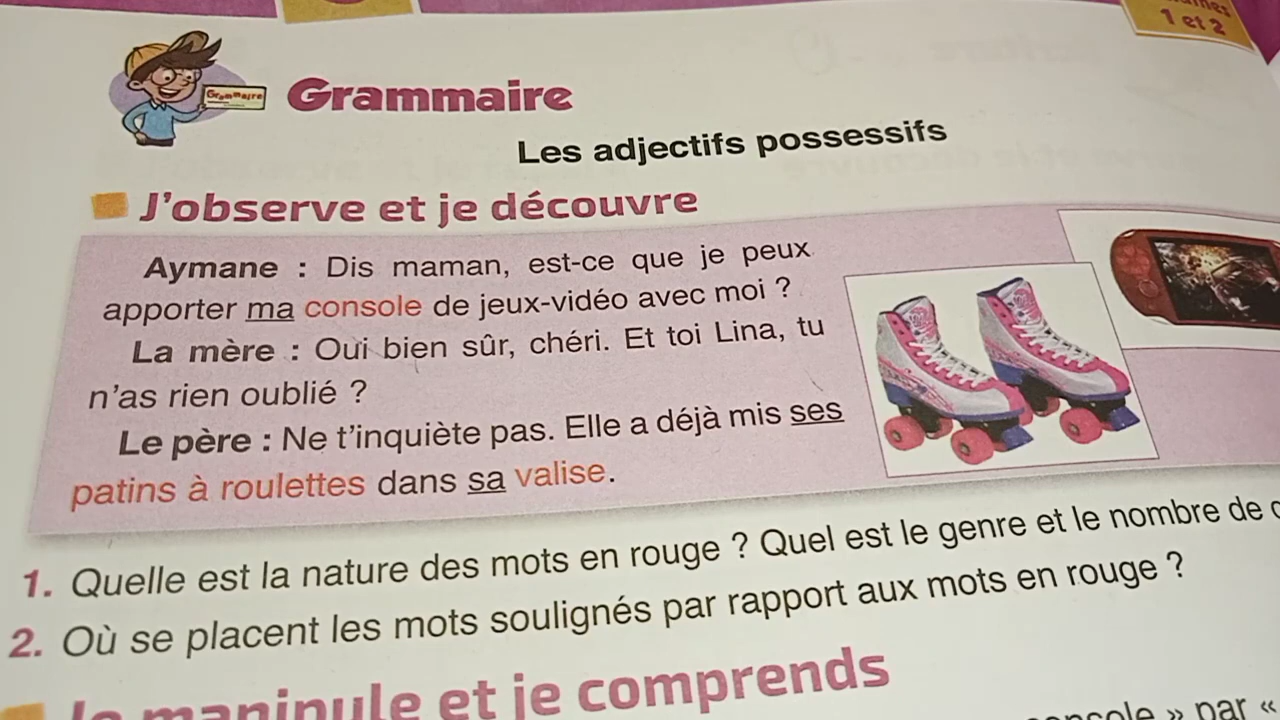 1 et 2
Grammaire
Grammaire
Les adjectifs possessifs
J'observe et je découvre
Aymane : Dis maman, est-ce que je peux
apporter ma console de jeux-vidéo avec moi ?
La mère : Oui bien sûr, chéri. Et toi Lina, tu
n'as rien oublié ?
Le père : Ne t'inquiète pas. Elle a déjà mis ses
patins à roulettes dans sa valise.
1. Quelle est la nature des mots en rouge ? Quel est le genre et le nombre de
2. Où se placent les mots soulignés par rapport aux mots en rouge ?
Je manipule et je comprends
console » par «